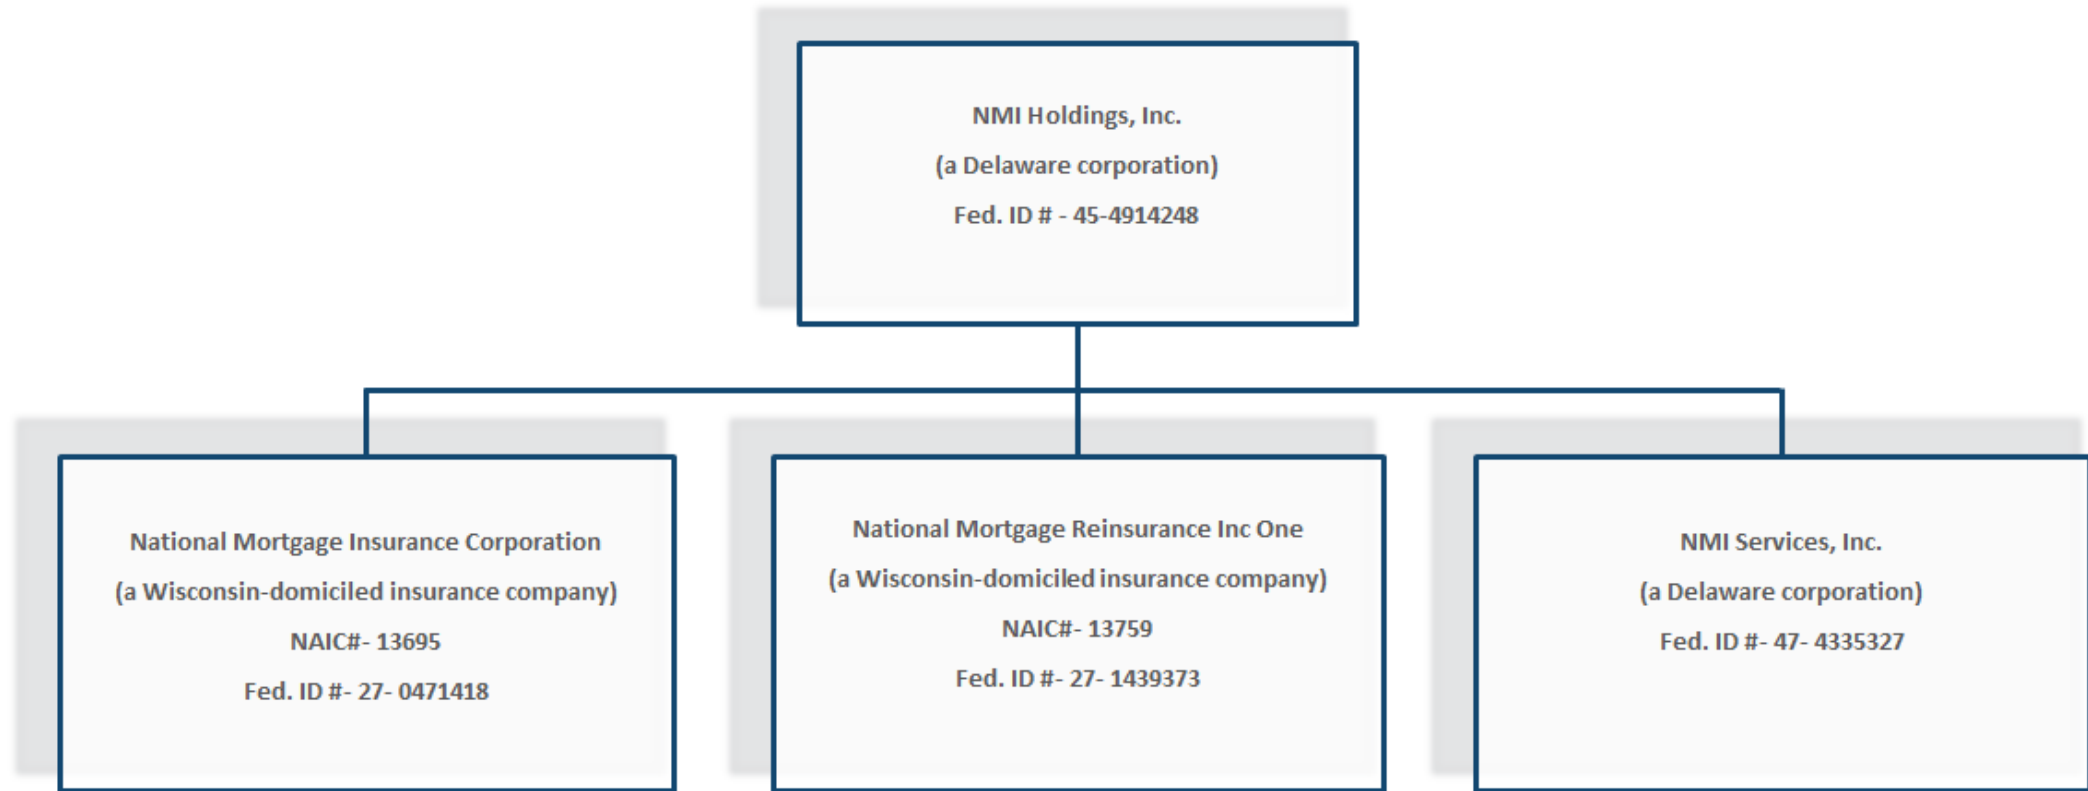 NMI Holdings, Inc.
(a Delaware corporation)
Fed. ID # - 45-4914248
National Mortgage Insurance Corporation
(a Wisconsin-domiciled insurance company)
NAIC#- 13695
Fed. ID #- 27- 0471418
National Mortgage Reinsurance Inc One
(a Wisconsin-domiciled insurance company)
NAIC#- 13759
Fed. ID #- 27- 1439373
NMI Services, Inc.
(a Delaware corporation)
Fed. ID #- 47- 4335327